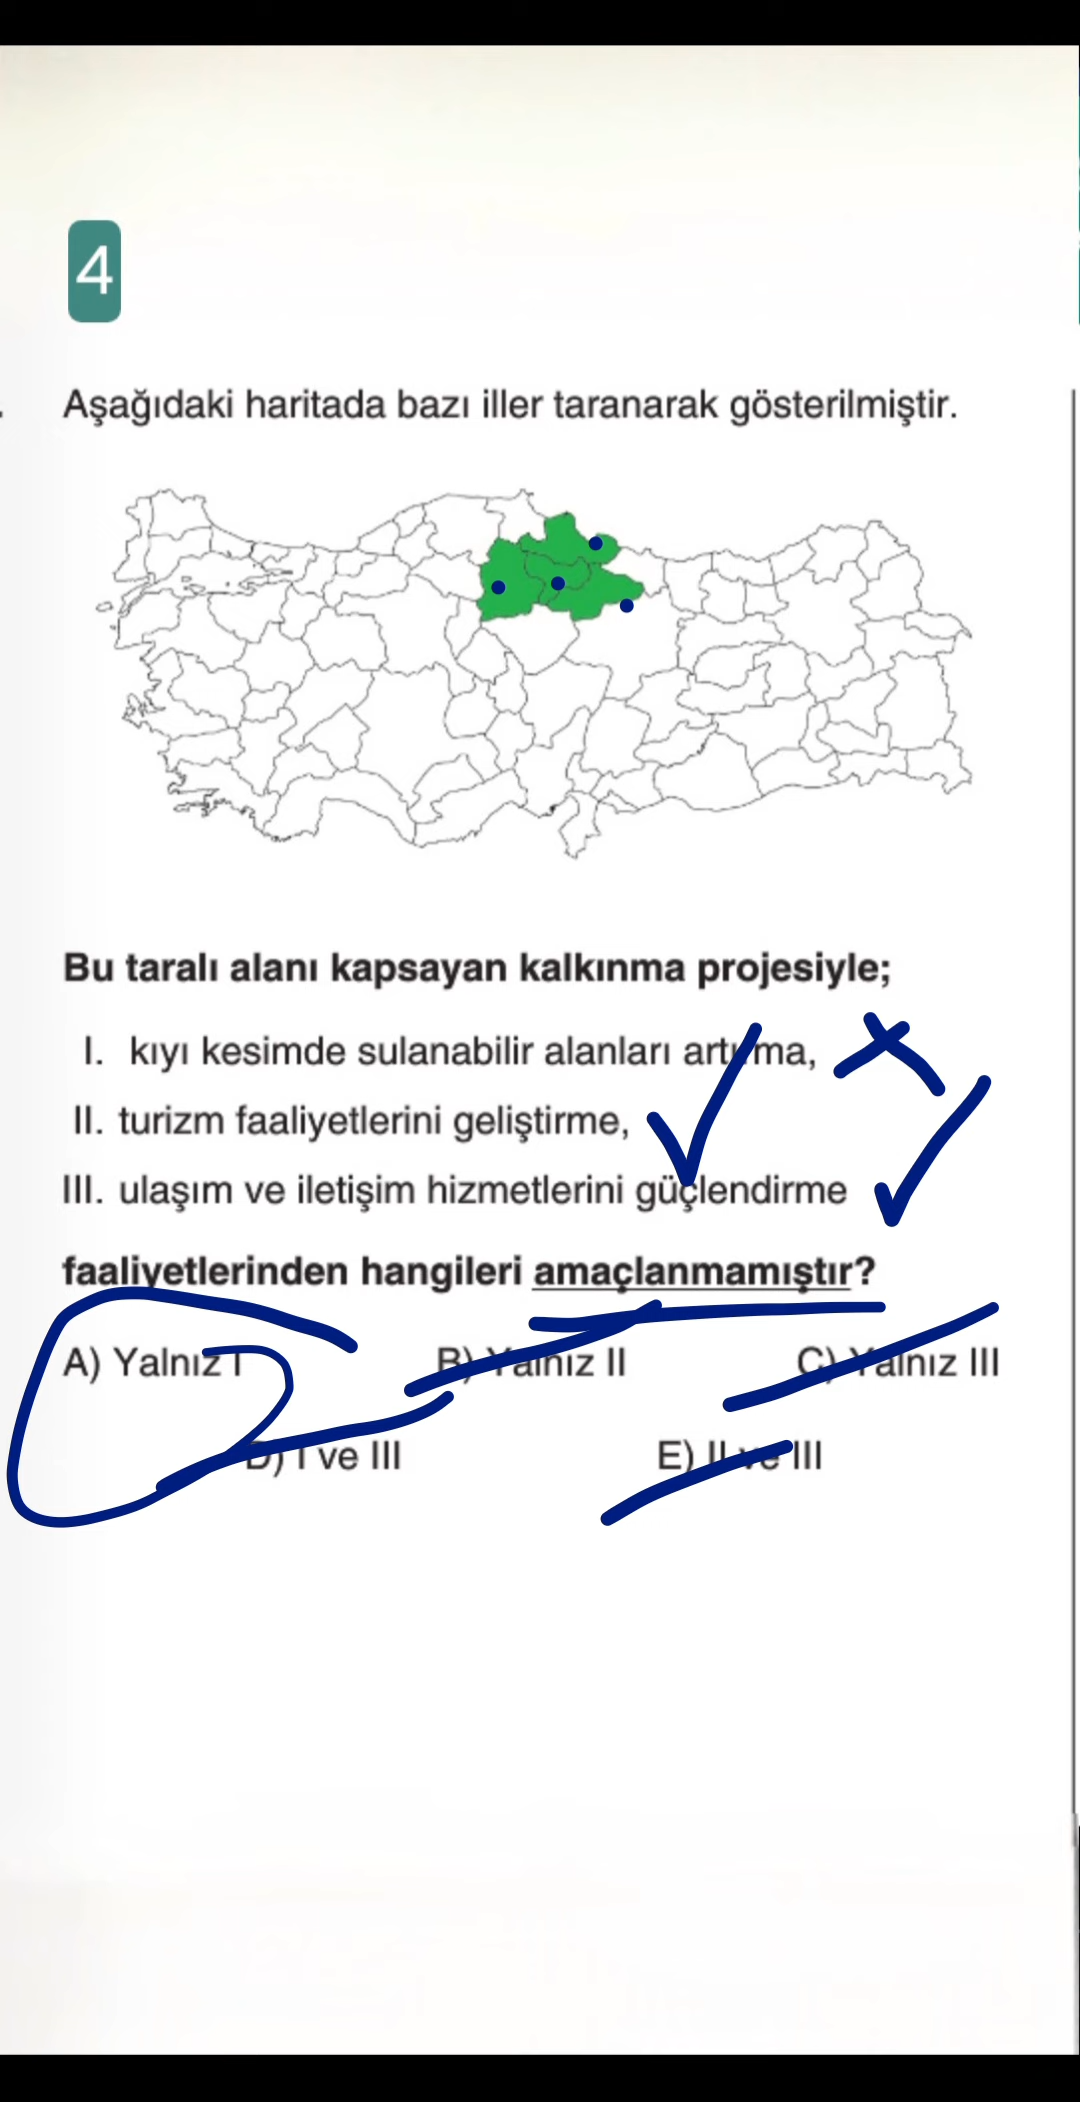 4
Aşağıdaki haritada bazı iller taranarak gösterilmiştir.
Bu taralı alanı kapsayan kalkınma projesiyle;
I. kıyı kesimde sulanabilir alanları artırma,
II. turizm faaliyetlerini geliştirme,
III. ulaşım ve iletişim hizmetlerini güçlendirme
faaliyetlerinden hangileri amaçlanmamıştır?
A) Yalnız I
B) Yalnız II
C) Yalnız III
D) I ve III
E) II ve III